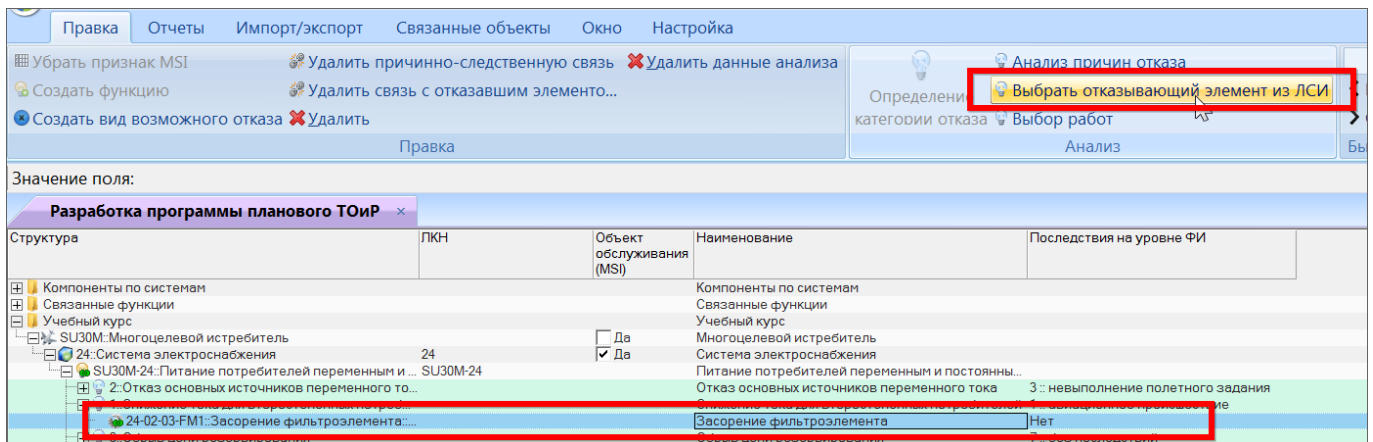 Правка Отчеты Импорт/экспорт Связанные объекты Окно Настройка
Убрать признак MSI Удалить причинно-следственную связь Удалить данные анализа Анализ причин отказа
Создать функцию Удалить связь с отказавшим элементо... Определение Выбрать отказывающий элемент из ЛСИ
Создать вид возможного отказа Удалить категории отказа Выбор работ
Правка Анализ Бы
Значение поля:
Разработка программы планового ТОиР ×
Структура ЛКН Объект обслуживания (MSI) Наименование Последствия на уровне ФИ
Компоненты по системам Компоненты по системам
Связанные функции Связанные функции
Учебный курс Учебный курс
SU30M::Многоцелевой истребитель Да Многоцелевой истребитель
24::Система электроснабжения 24 Да Система электроснабжения
SU30M-24::Питание потребителей переменным и ... SU30M-24 Питание потребителей переменным и постоянны...
2::Отказ основных источников переменного то... Отказ основных источников переменного тока 3 :: невыполнение полетного задания
24-02-03-FM1::Засорение фильтроэлемента::... Засорение фильтроэлемента Нет